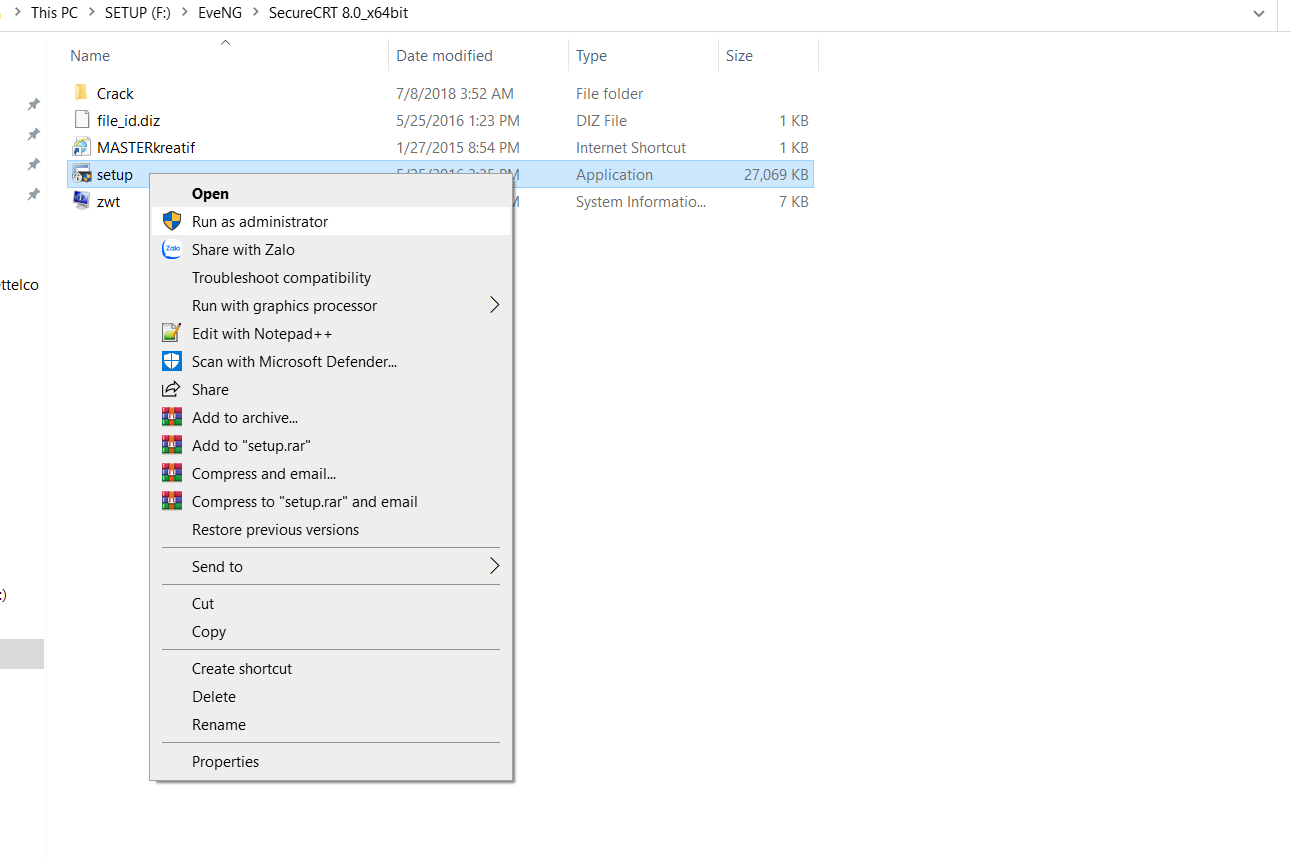 This PC > SETUP (F:) > EveNG > SecureCRT 8.0_x64bit
Name Date modified Type Size
Crack 7/8/2018 3:52 AM File folder
file_id.diz 5/25/2016 1:23 PM DIZ File 1 KB
MASTERkreatif 1/27/2015 8:54 PM Internet Shortcut 1 KB
setup Application 27,069 KB
zwt System Informatio... 7 KB
Open
Run as administrator
Zalo Share with Zalo
Troubleshoot compatibility
ttelco
Run with graphics processor
Edit with Notepad++
Scan with Microsoft Defender...
Share
Add to archive...
Add to "setup.rar"
Compress and email...
Compress to "setup.rar" and email
Restore previous versions
Send to
:)
Cut
Copy
Create shortcut
Delete
Rename
Properties